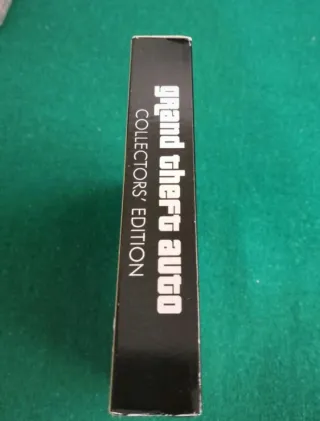 grand theft auto
COLLECTORS' EDITION